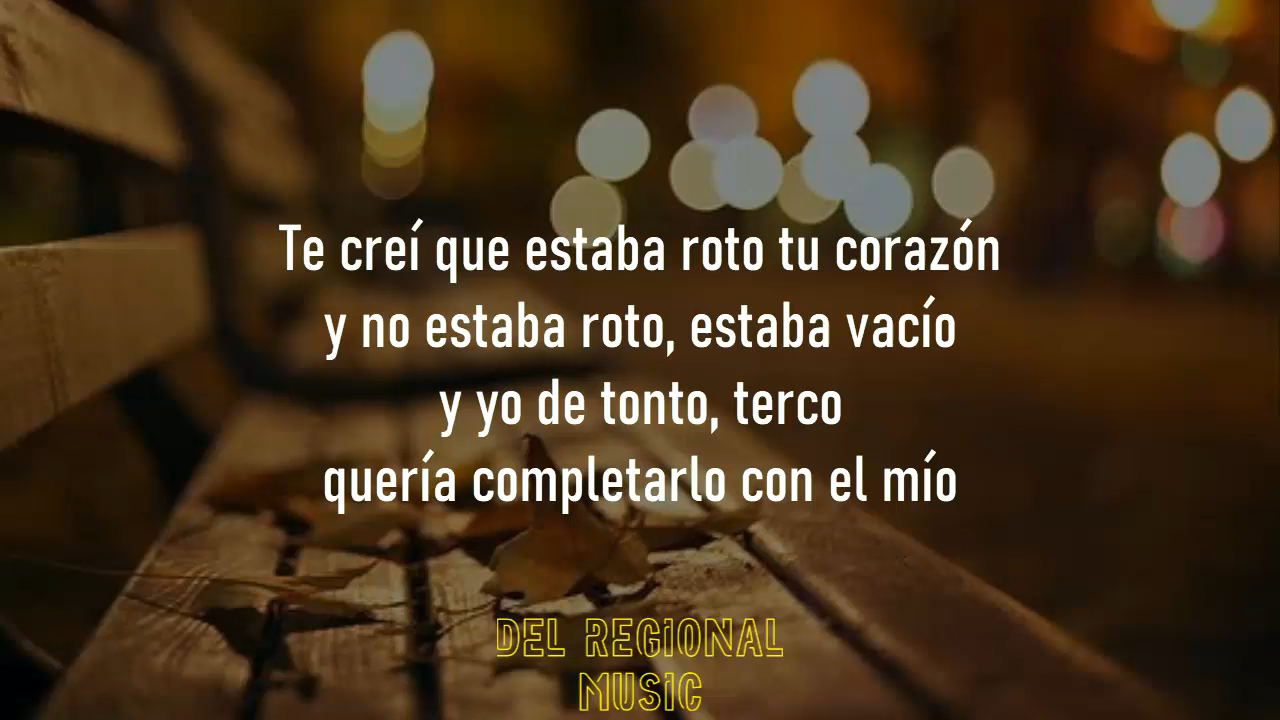 Te creí que estaba roto tu corazón
y no estaba roto, estaba vacío
y yo de tonto, terco
quería completarlo con el mío
DEL REGIONAL
MUSIC